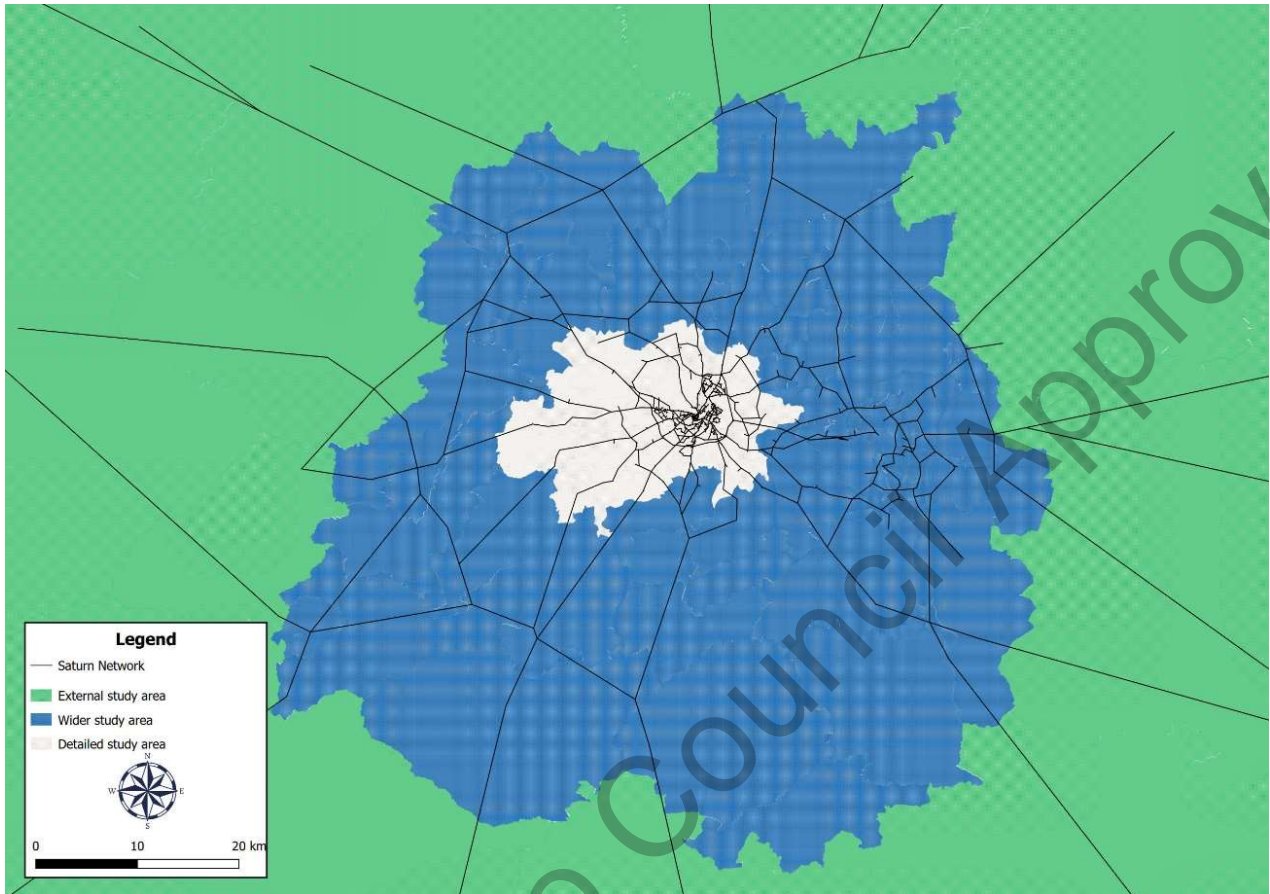 Council Approv
Legend
Saturn Network
External study area
Wider study area
Detailed study area
N
W E
S
0 10 20 km